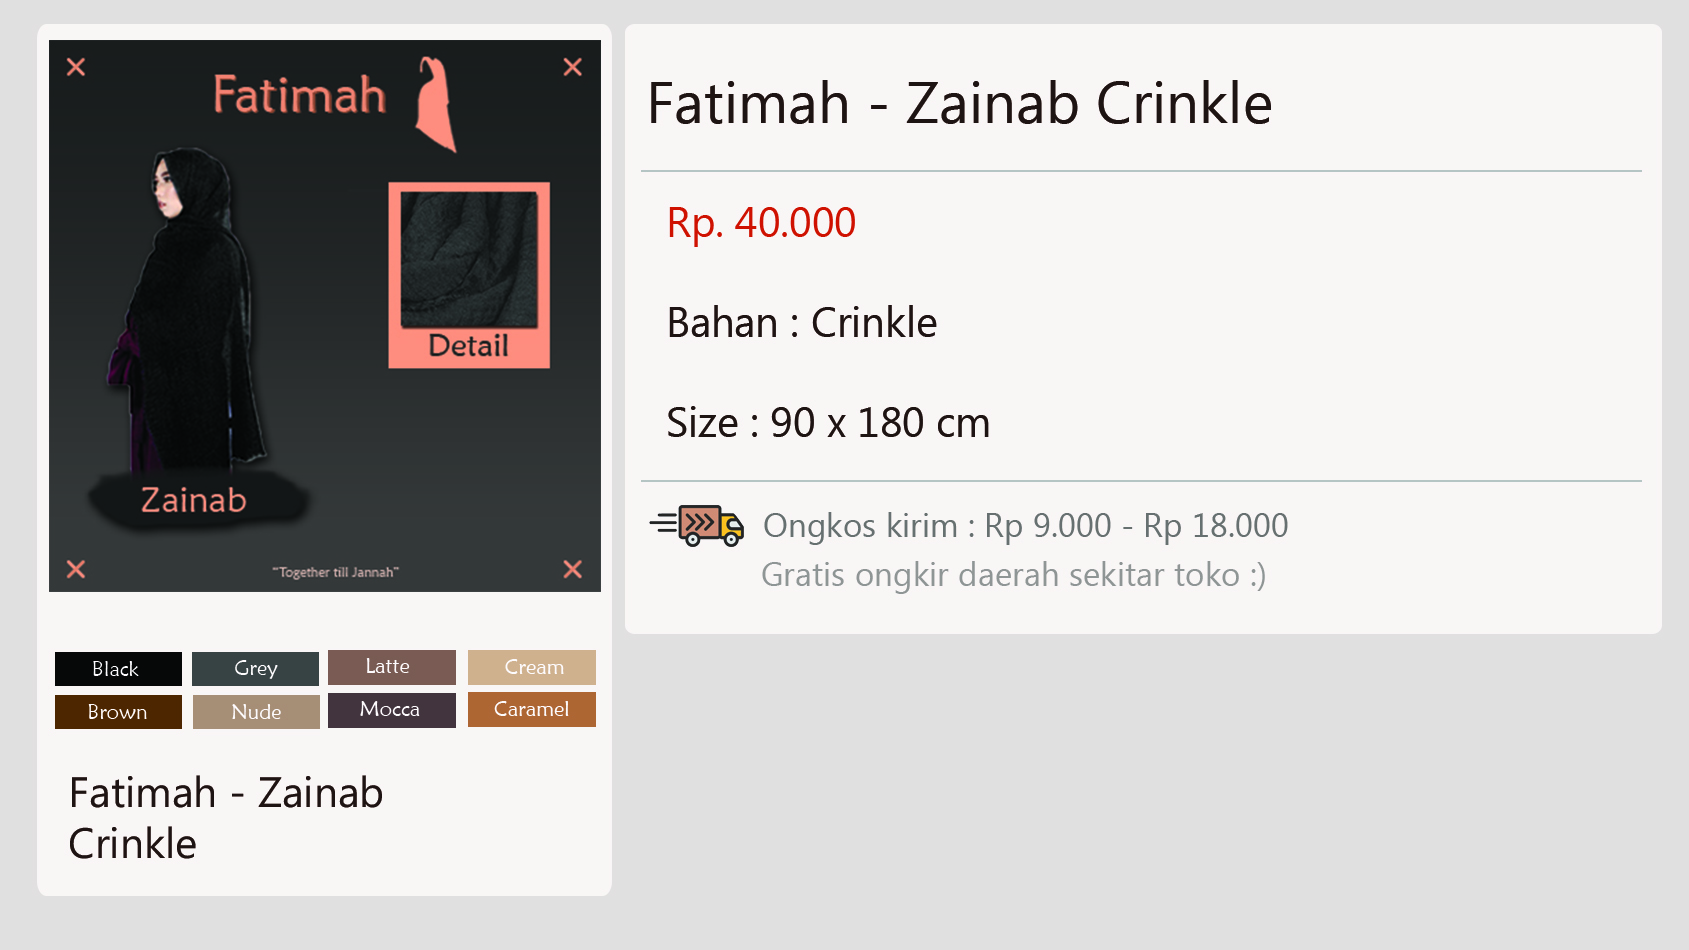 Fatimah
Detail
Zainab
"Together till Jannah"
Black
Grey
Latte
Cream
Brown
Nude
Mocca
Caramel
Fatimah - Zainab
Crinkle
Fatimah - Zainab Crinkle
Rp. 40.000
Bahan : Crinkle
Size : 90 x 180 cm
Ongkos kirim : Rp 9.000 - Rp 18.000
Gratis ongkir daerah sekitar toko :)